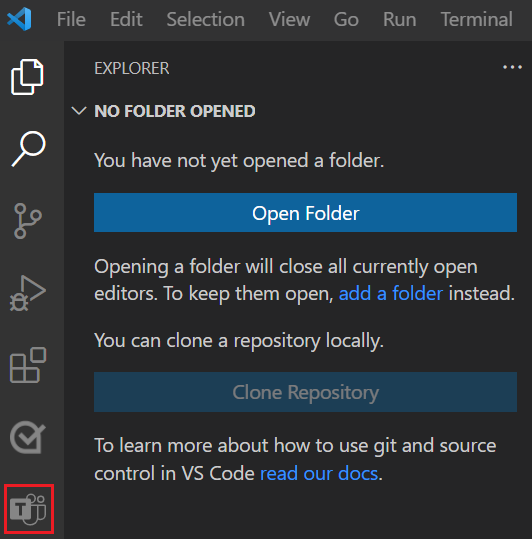 File Edit Selection View Go Run Terminal
EXPLORER
NO FOLDER OPENED
You have not yet opened a folder.
Open Folder
Opening a folder will close all currently open
editors. To keep them open, add a folder instead.
You can clone a repository locally.
Clone Repository
To learn more about how to use git and source
control in VS Code read our docs.
T